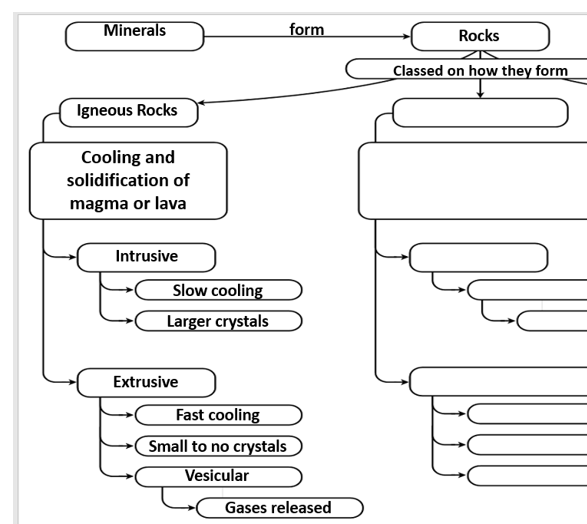 Minerals
form
Rocks
Classed on how they form
Igneous Rocks
Cooling and
solidification of
magma or lava
Intrusive
Slow cooling
Larger crystals
Extrusive
Fast cooling
Small to no crystals
Vesicular
Gases released